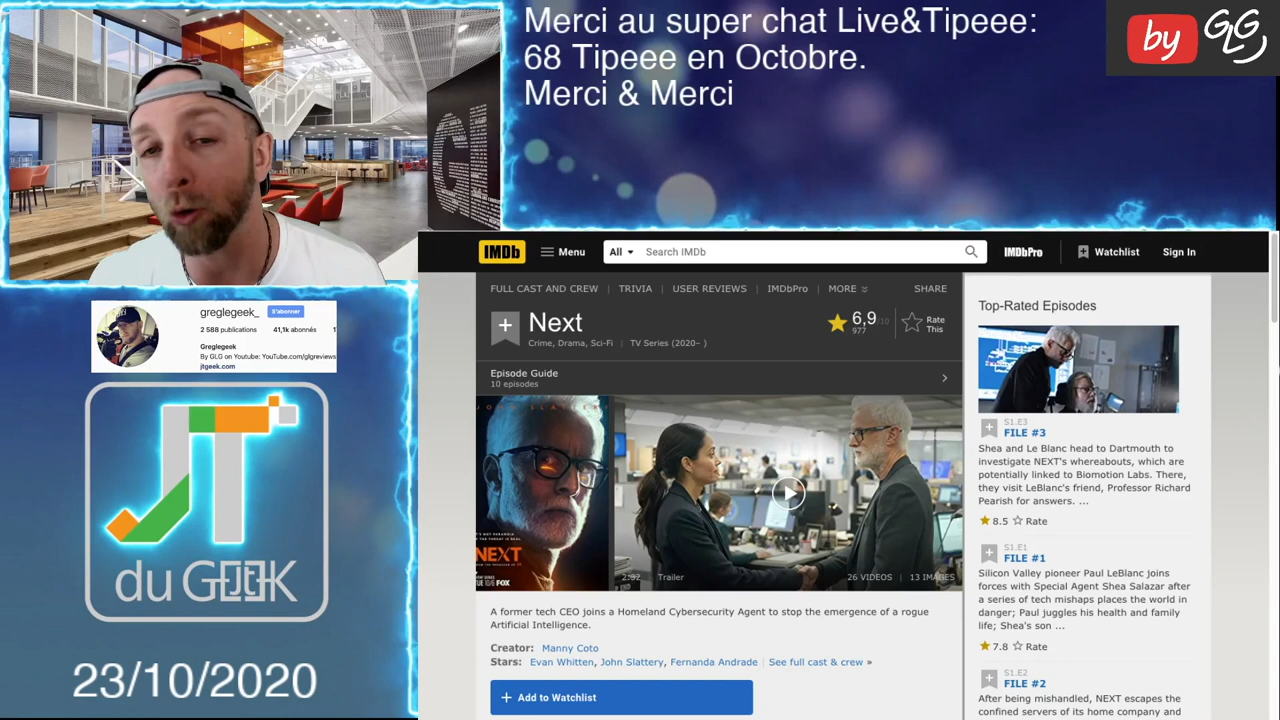 Merci au super chat Live&Tipeee:
68 Tipeee en Octobre.
Merci & Merci
by GLG
greglegeek_ S'abonner
2 588 publications 41,1k abonnés 1
Greglegeek
By GLG on Youtube: YouTube.com/glgreviews
jtgeek.com
JT
du GEEK
23/10/2020
IMDb Menu All Search IMDb IMDbPro Watchlist Sign In
FULL CAST AND CREW | TRIVIA | USER REVIEWS | IMDbPro | MORE SHARE
Next
6,9/10
977
Rate This
Crime, Drama, Sci-Fi | TV Series (2020– )
Episode Guide
10 episodes
JOHN SLATTERY
NEXT
FOX
2:32 Trailer
26 VIDEOS | 13 IMAGES
A former tech CEO joins a Homeland Cybersecurity Agent to stop the emergence of a rogue
Artificial Intelligence.
Creator: Manny Coto
Stars: Evan Whitten, John Slattery, Fernanda Andrade | See full cast & crew »
+ Add to Watchlist
Top-Rated Episodes
S1.E3
FILE #3
Shea and Le Blanc head to Dartmouth to
investigate NEXT's whereabouts, which are
potentially linked to Biomotion Labs. There,
they visit LeBlanc's friend, Professor Richard
Pearish for answers. ...
8.5 Rate
S1.E1
FILE #1
Silicon Valley pioneer Paul LeBlanc joins
forces with Special Agent Shea Salazar after
a series of tech mishaps places the world in
danger; Paul juggles his health and family
life; Shea's son ...
7.8 Rate
S1.E2
FILE #2
After being mishandled, NEXT escapes the
confined servers of its home company and